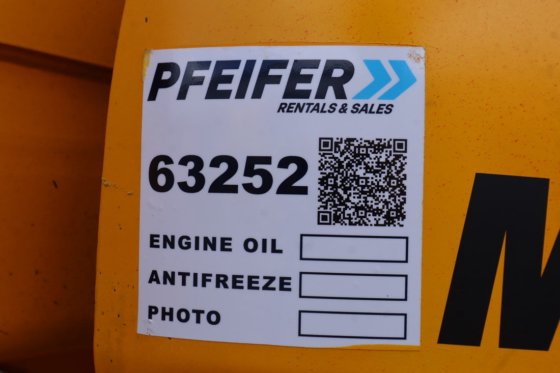 PFEIFER
RENTALS & SALES
63252
ENGINE OIL
ANTIFREEZE
PHOTO
M